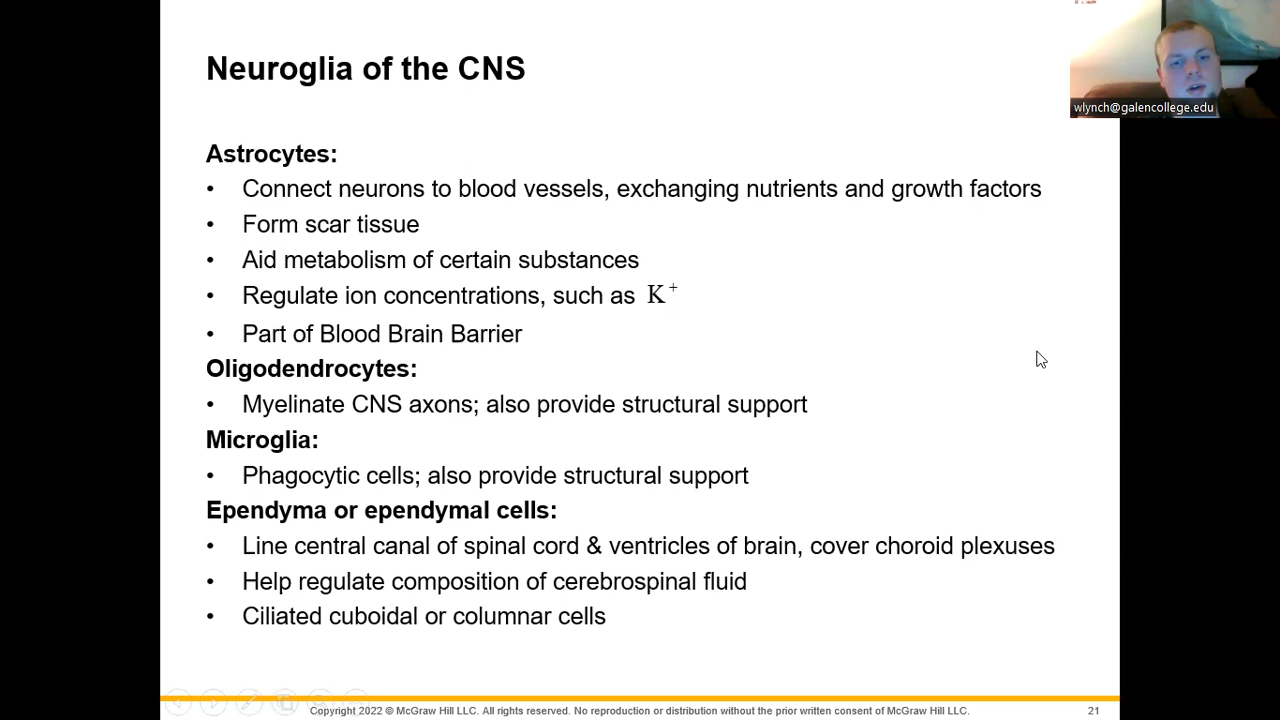 Neuroglia of the CNS
wlynch@galencollege.edu
Astrocytes:
• Connect neurons to blood vessels, exchanging nutrients and growth factors
• Form scar tissue
• Aid metabolism of certain substances
• Regulate ion concentrations, such as K⁺
• Part of Blood Brain Barrier
Oligodendrocytes:
• Myelinate CNS axons; also provide structural support
Microglia:
• Phagocytic cells; also provide structural support
Ependyma or ependymal cells:
• Line central canal of spinal cord & ventricles of brain, cover choroid plexuses
• Help regulate composition of cerebrospinal fluid
• Ciliated cuboidal or columnar cells
Copyright 2022 © McGraw Hill LLC. All rights reserved. No reproduction or distribution without the prior written consent of McGraw Hill LLC.
21